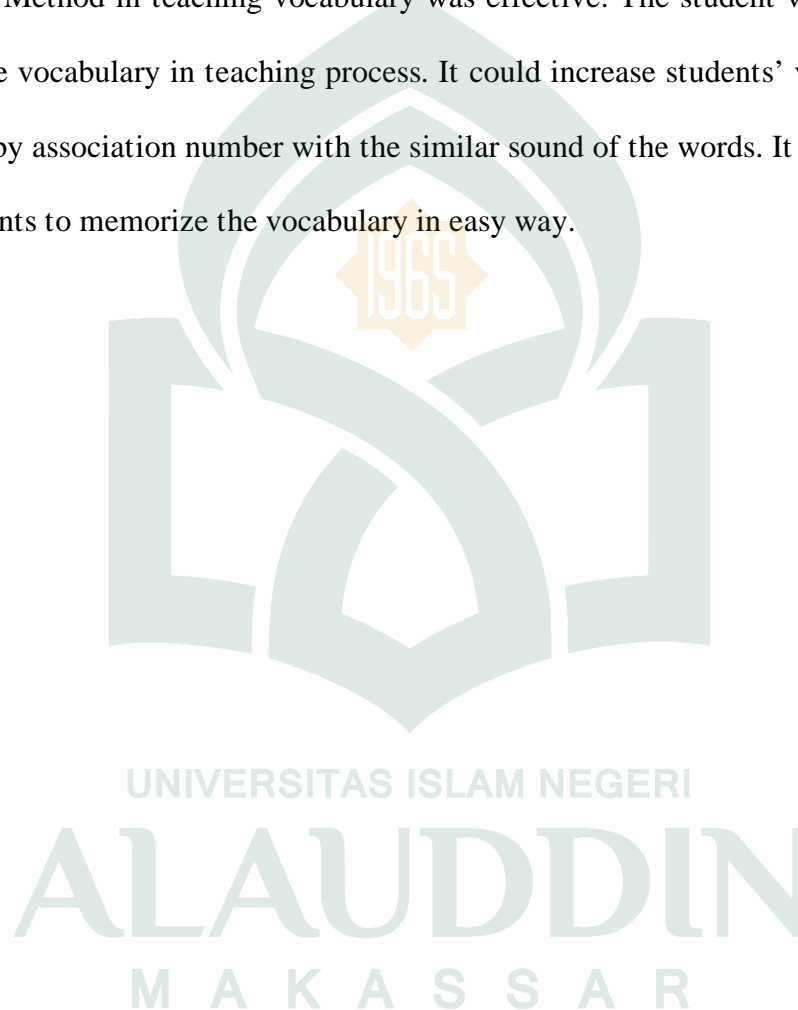 Method in teaching vocabulary was effective. The student
vocabulary in teaching process. It could increase students’
by association number with the similar sound of the words. It
to memorize the vocabulary in easy way.
1965
UNIVERSITAS ISLAM NEGERI
ALAUDDIN
MAKASSAR